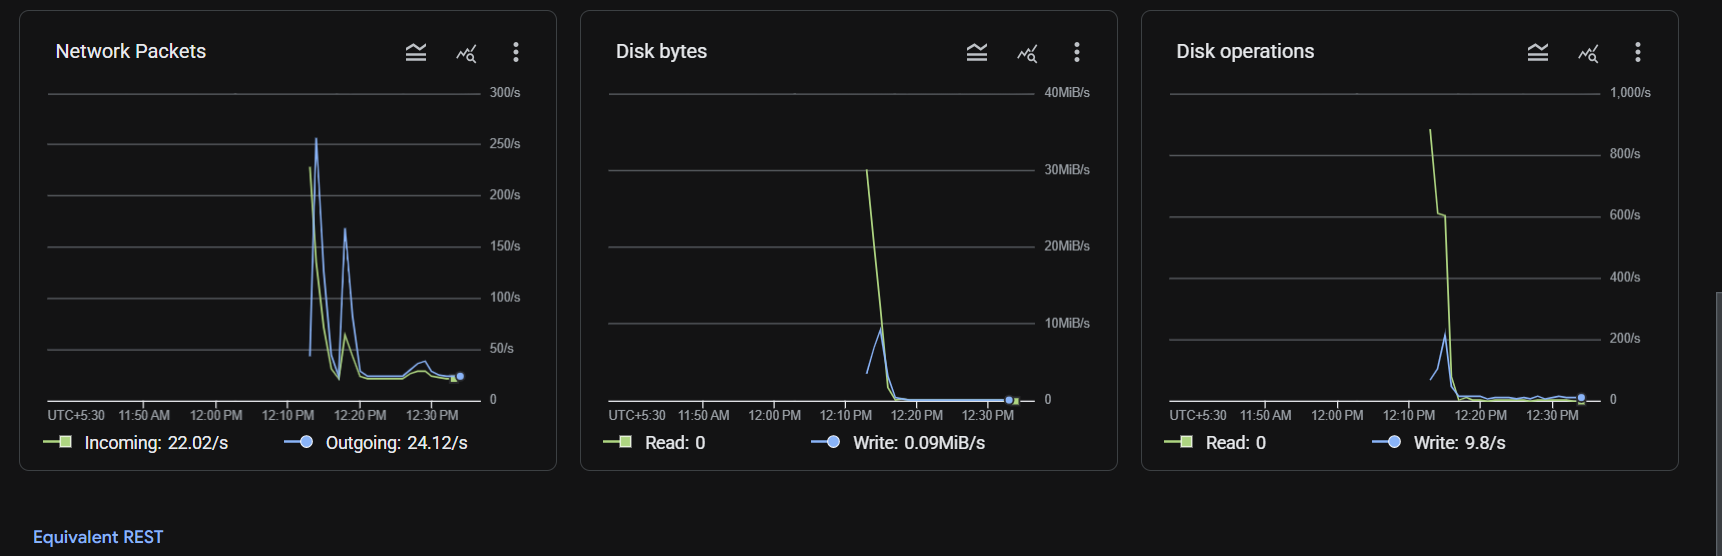 Network Packets
300/s
250/s
200/s
150/s
100/s
50/s
0
UTC+5:30 11:50 AM 12:00 PM 12:10 PM 12:20 PM 12:30 PM
Incoming: 22.02/s Outgoing: 24.12/s
Disk bytes
40MiB/s
30MiB/s
20MiB/s
10MiB/s
0
UTC+5:30 11:50 AM 12:00 PM 12:10 PM 12:20 PM 12:30 PM
Read: 0 Write: 0.09MiB/s
Disk operations
1,000/s
800/s
600/s
400/s
200/s
0
UTC+5:30 11:50 AM 12:00 PM 12:10 PM 12:20 PM 12:30 PM
Read: 0 Write: 9.8/s
Equivalent REST